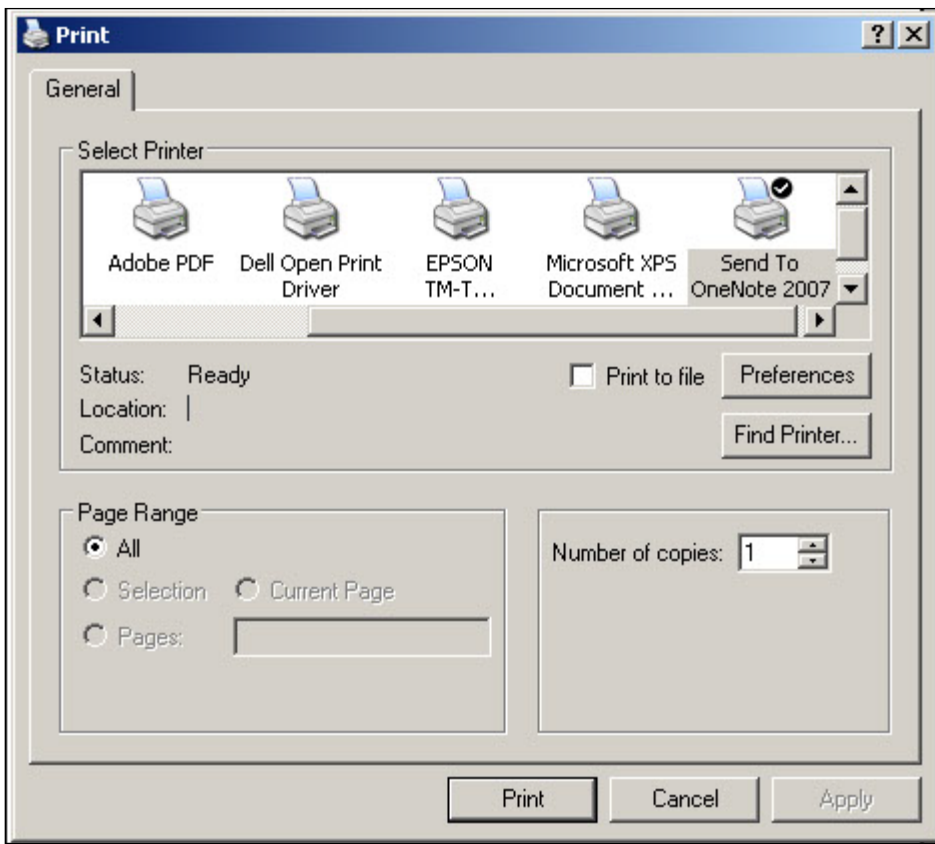 Print
General
Select Printer
Adobe PDF
Dell Open Print
Driver
EPSON
TM-T...
Microsoft XPS
Document ...
Send To
OneNote 2007
Status: Ready
Print to file
Preferences
Location:
Comment:
Find Printer...
Page Range
All
Selection
Current Page
Pages:
Number of copies: 1
Print
Cancel
Apply